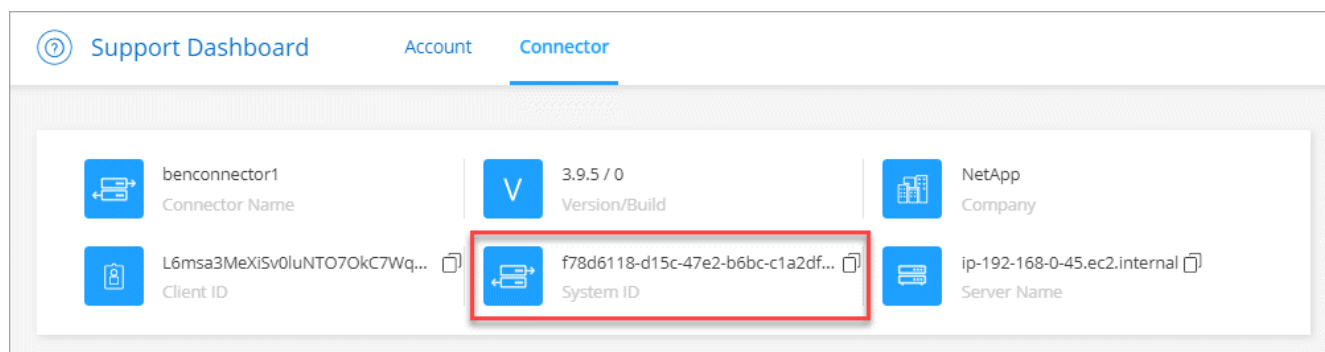 Support Dashboard Account Connector
benconnector1
Connector Name
V
3.9.5 / 0
Version/Build
NetApp
Company
L6msa3MeXiSv0luNTO7OkC7Wq...
Client ID
f78d6118-d15c-47e2-b6bc-c1a2df...
System ID
ip-192-168-0-45.ec2.internal
Server Name